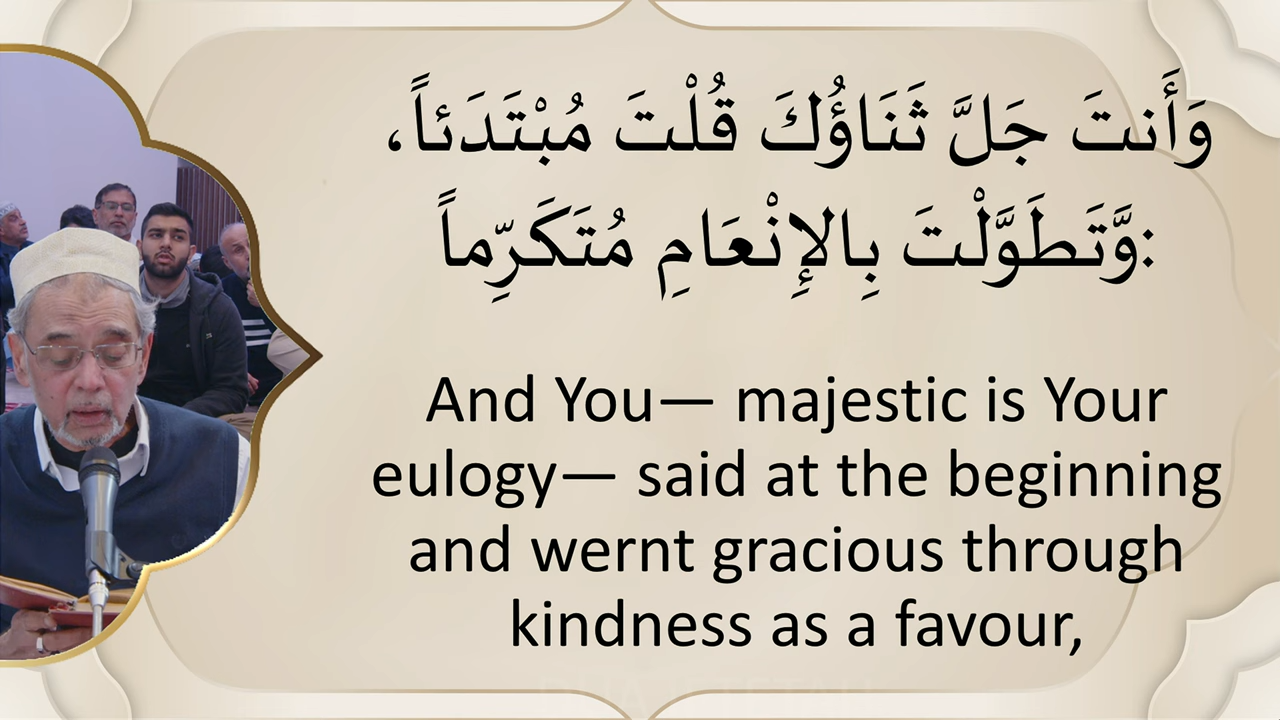 وَأَنتَ جَلَّ ثَنَاؤُكَ قُلْتَ مُبْتَدَئاً،
:وَّتَطَوَّلْتَ بِالإِنْعَامِ مُتَكَرِّماً
And You— majestic is Your
eulogy— said at the beginning
and wernt gracious through
kindness as a favour,